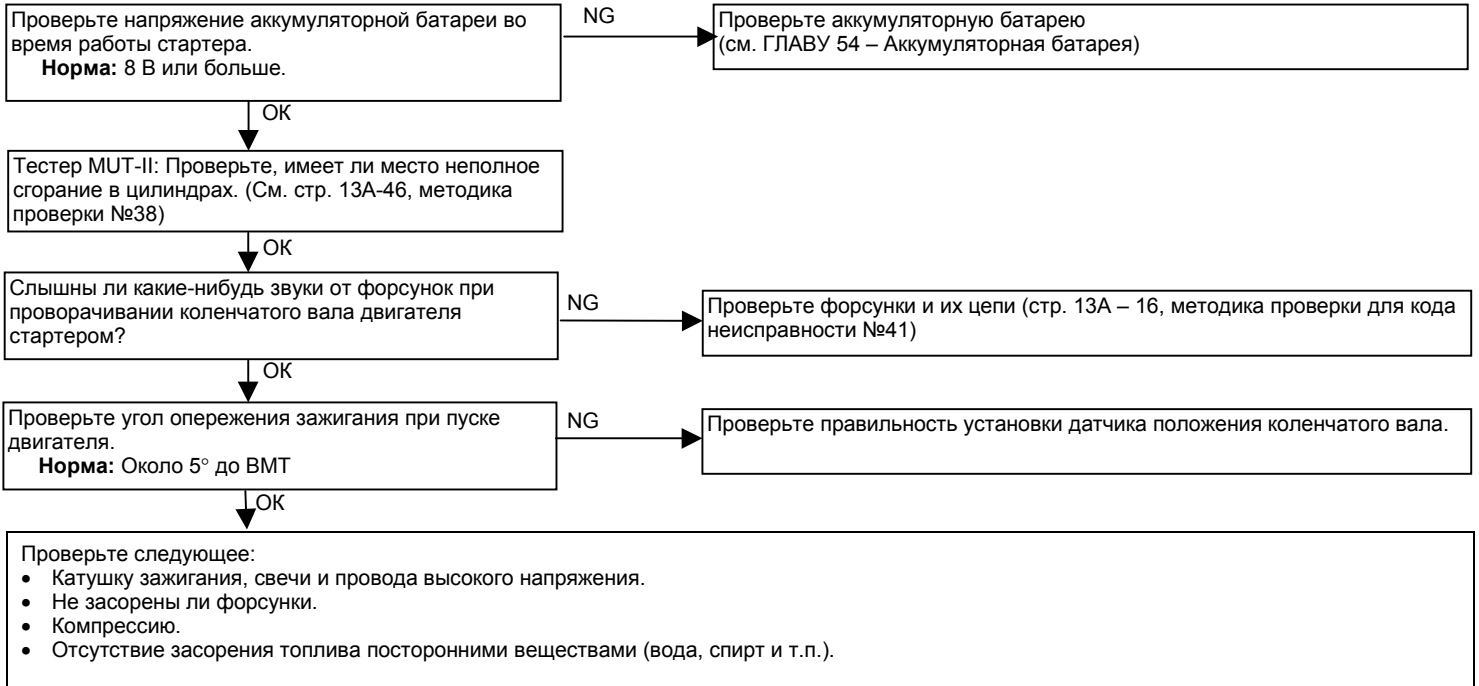 Проверьте напряжение аккумуляторной батареи во
время работы стартера.
Норма: 8 В или больше.
NG
Проверьте аккумуляторную батарею
(см. ГЛАВУ 54 – Аккумуляторная батарея)
ОК
Тестер MUT-II: Проверьте, имеет ли место неполное
сгорание в цилиндрах. (См. стр. 13А-46, методика
проверки №38)
ОК
Слышны ли какие-нибудь звуки от форсунок при
проворачивании коленчатого вала двигателя
стартером?
NG
Проверьте форсунки и их цепи (стр. 13А – 16, методика проверки для кода
неисправности №41)
ОК
Проверьте угол опережения зажигания при пуске
двигателя.
Норма: Около 5° до ВМТ
NG
Проверьте правильность установки датчика положения коленчатого вала.
ОК
Проверьте следующее:
• Катушку зажигания, свечи и провода высокого напряжения.
• Не засорены ли форсунки.
• Компрессию.
• Отсутствие засорения топлива посторонними веществами (вода, спирт и т.п.).